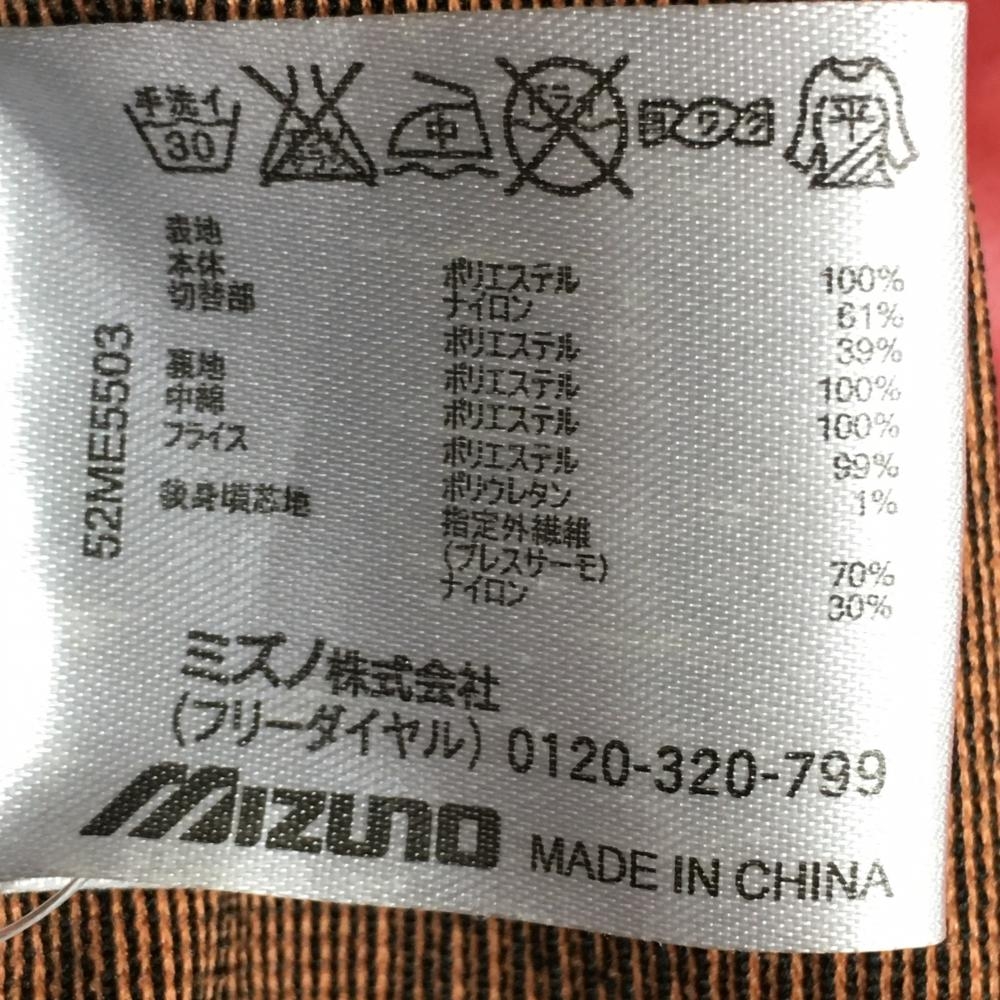 手洗イ
30
エンソ
サラシ
中
ドライ
平
表地
本体 ポリエステル 100%
切替部 ナイロン 61%
ポリエステル 39%
裏地 ポリエステル 100%
中綿 ポリエステル 100%
フライス ポリエステル 99%
ポリウレタン 1%
後身頃芯地 指定外繊維
(ブレスサーモ) 70%
ナイロン 30%
52ME5503
ミズノ株式会社
(フリーダイヤル) 0120-320-799
MIZUNO MADE IN CHINA